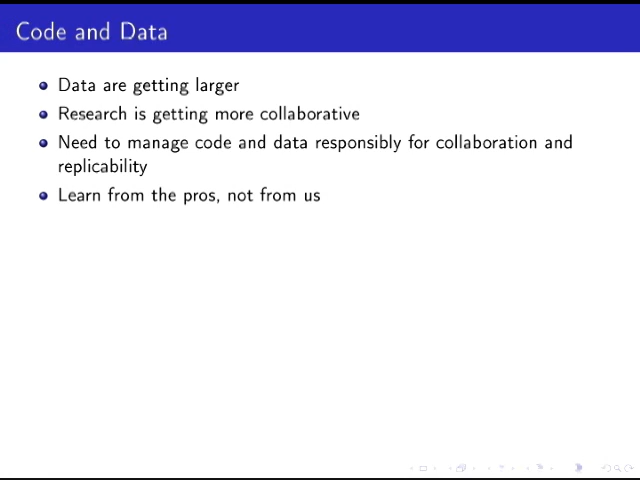 Code and Data
Data are getting larger
Research is getting more collaborative
Need to manage code and data responsibly for collaboration and
replicability
Learn from the pros, not from us